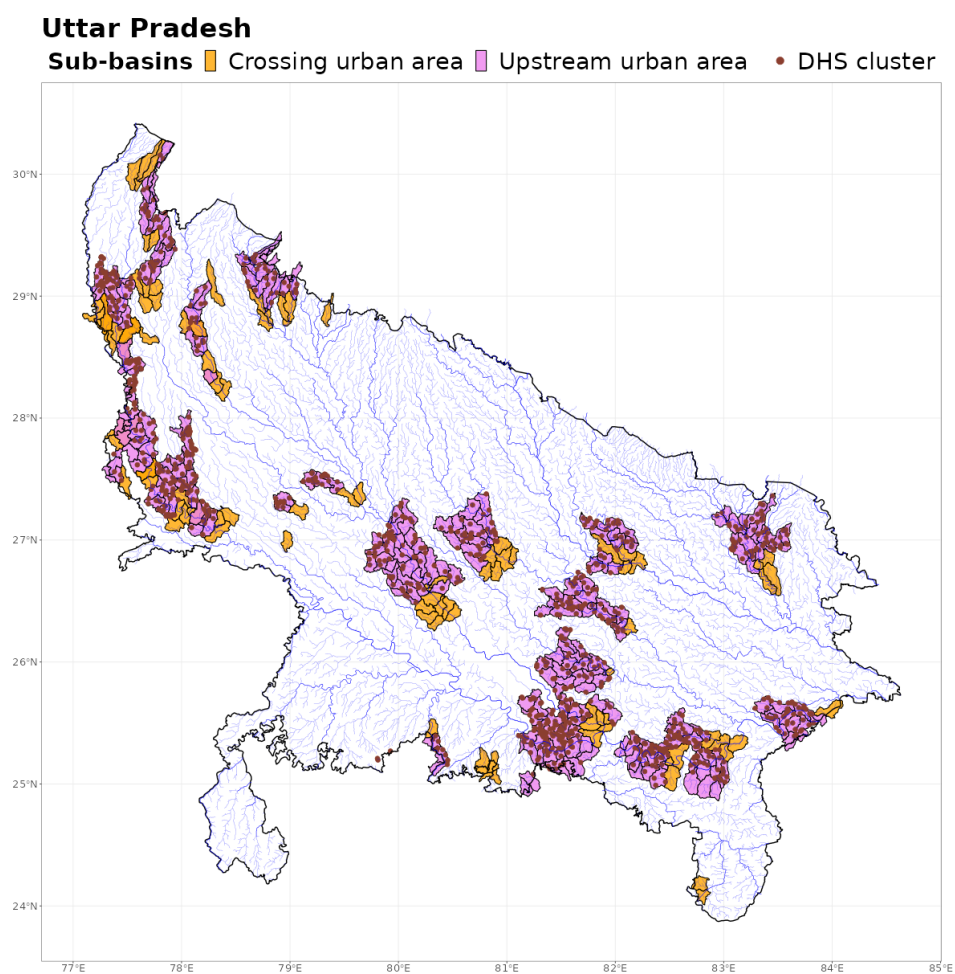 Uttar Pradesh
Sub-basins Crossing urban area Upstream urban area DHS cluster
30°N
29°N
28°N
27°N
26°N
25°N
24°N
77°E 78°E 79°E 80°E 81°E 82°E 83°E 84°E 85°E